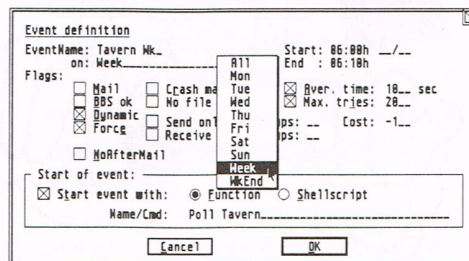 Event definition
EventName: Tavern Wk_ Start: 06:00h __/__
on: Week End : 06:10h
Flags:
Mail Crash ma Aver. time: 10__ sec
BBS ok No file Max. tries: 20__
Dynamic
Force Send onl ps: __ Cost: -1__
Receive ps: __
NoAfterMail
All
Mon
Tue
Wed
Thu
Fri
Sat
Sun
Week
WkEnd
Start of event:
Start event with: Function Shellscript
Name/Cmd: Poll Tavern
Cancel OK